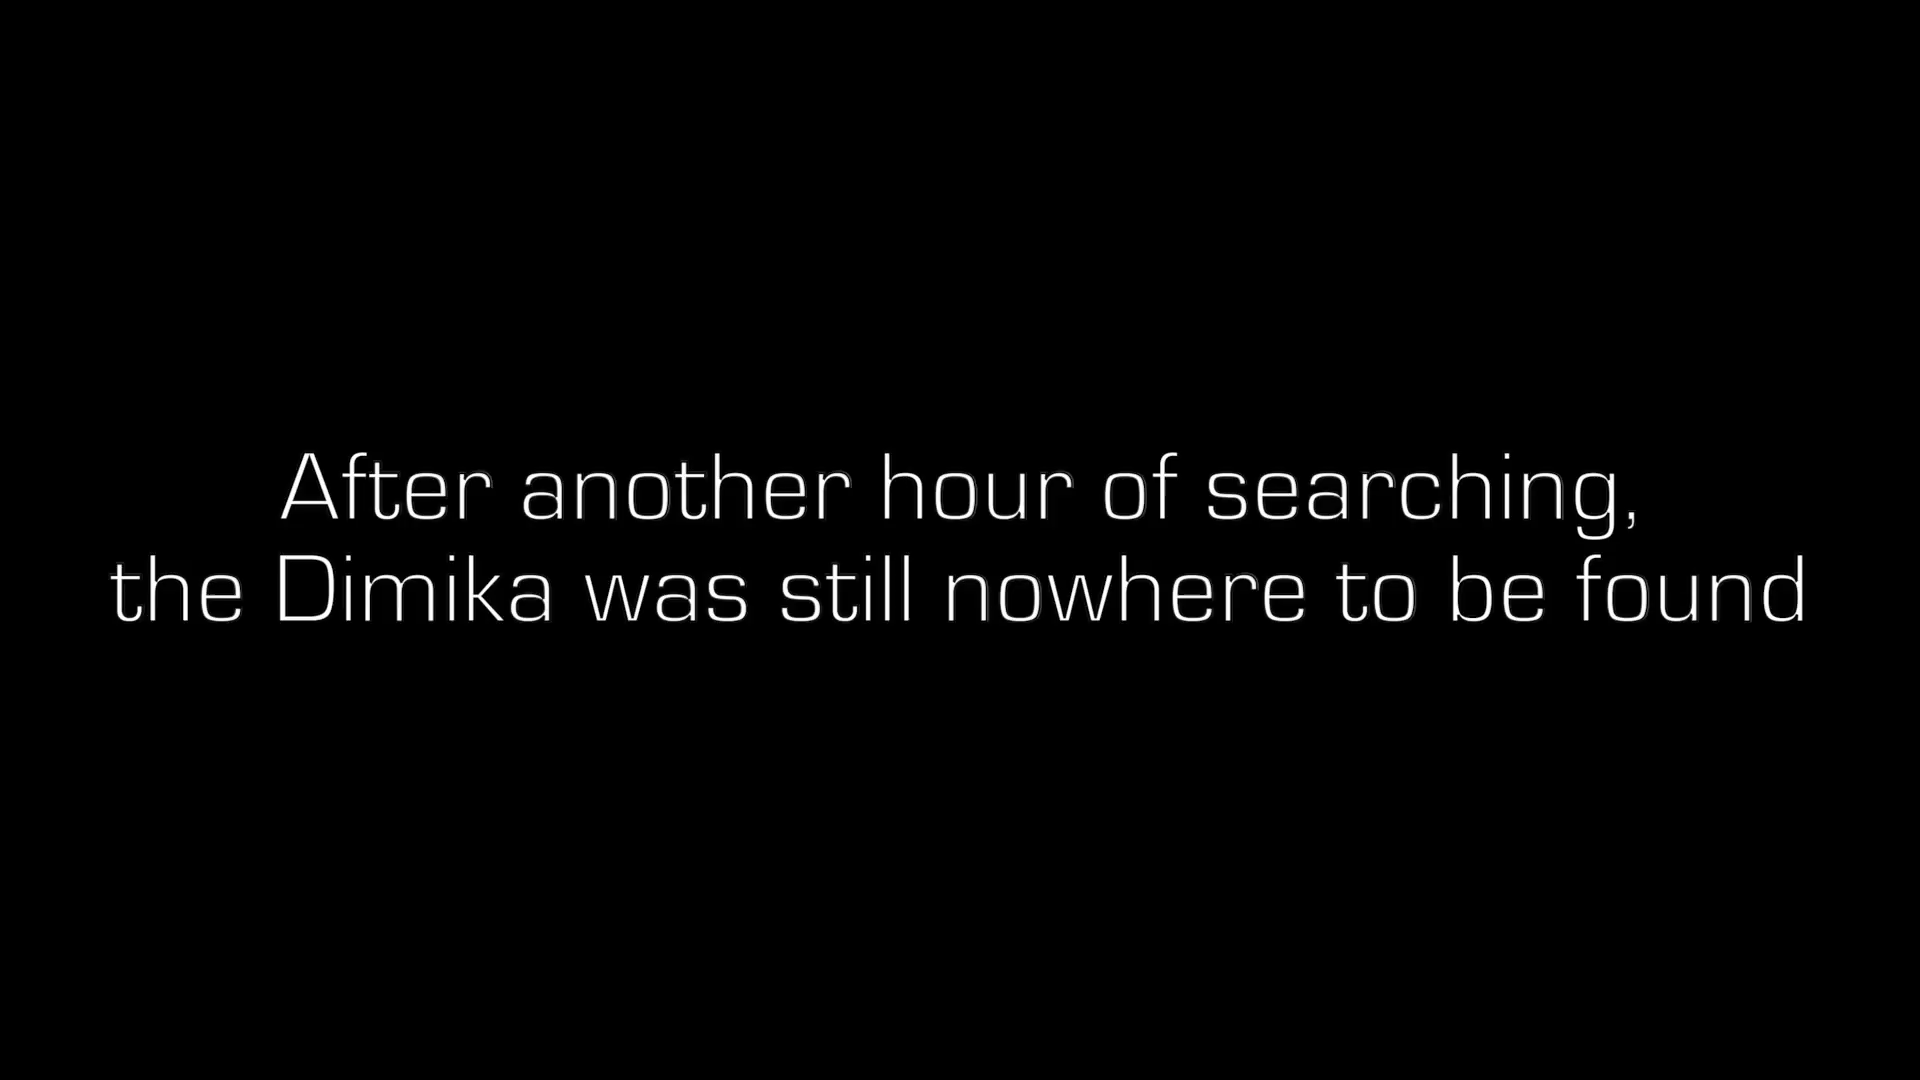 After another hour of searching,
the Dimika was still nowhere to be found